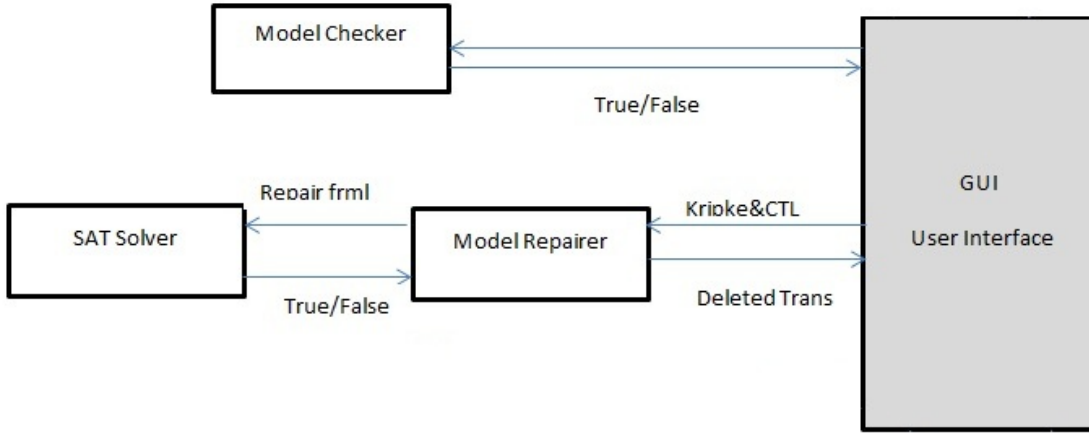 Model Checker
True/False
Repair frml
SAT Solver
True/False
Model Repairer
Kripke&CTL
Deleted Trans
GUI
User Interface